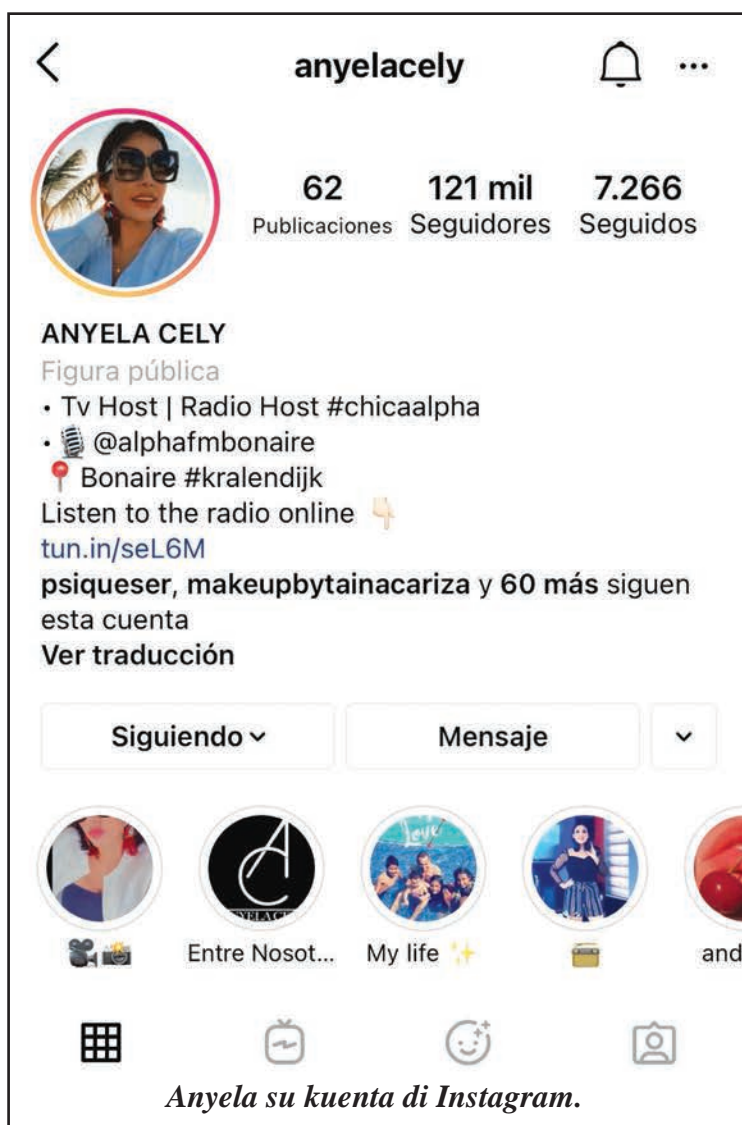 anyelacely
62 121 mil 7.266
Publicaciones Seguidores Seguidos
ANYELA CELY
Figura pública
• Tv Host | Radio Host #chicaalpha
• 🎙️ @alphafmbonaire
📍 Bonaire #kralendijk
Listen to the radio online 👇🏻
tun.in/seL6M
psiqueser, makeupbytainacariza y 60 más siguen
esta cuenta
Ver traducción
Siguiendo Mensaje
Love
AC
🎥📸 Entre Nosot... My life ✨ 📻 and
Anyela su kuenta di Instagram.